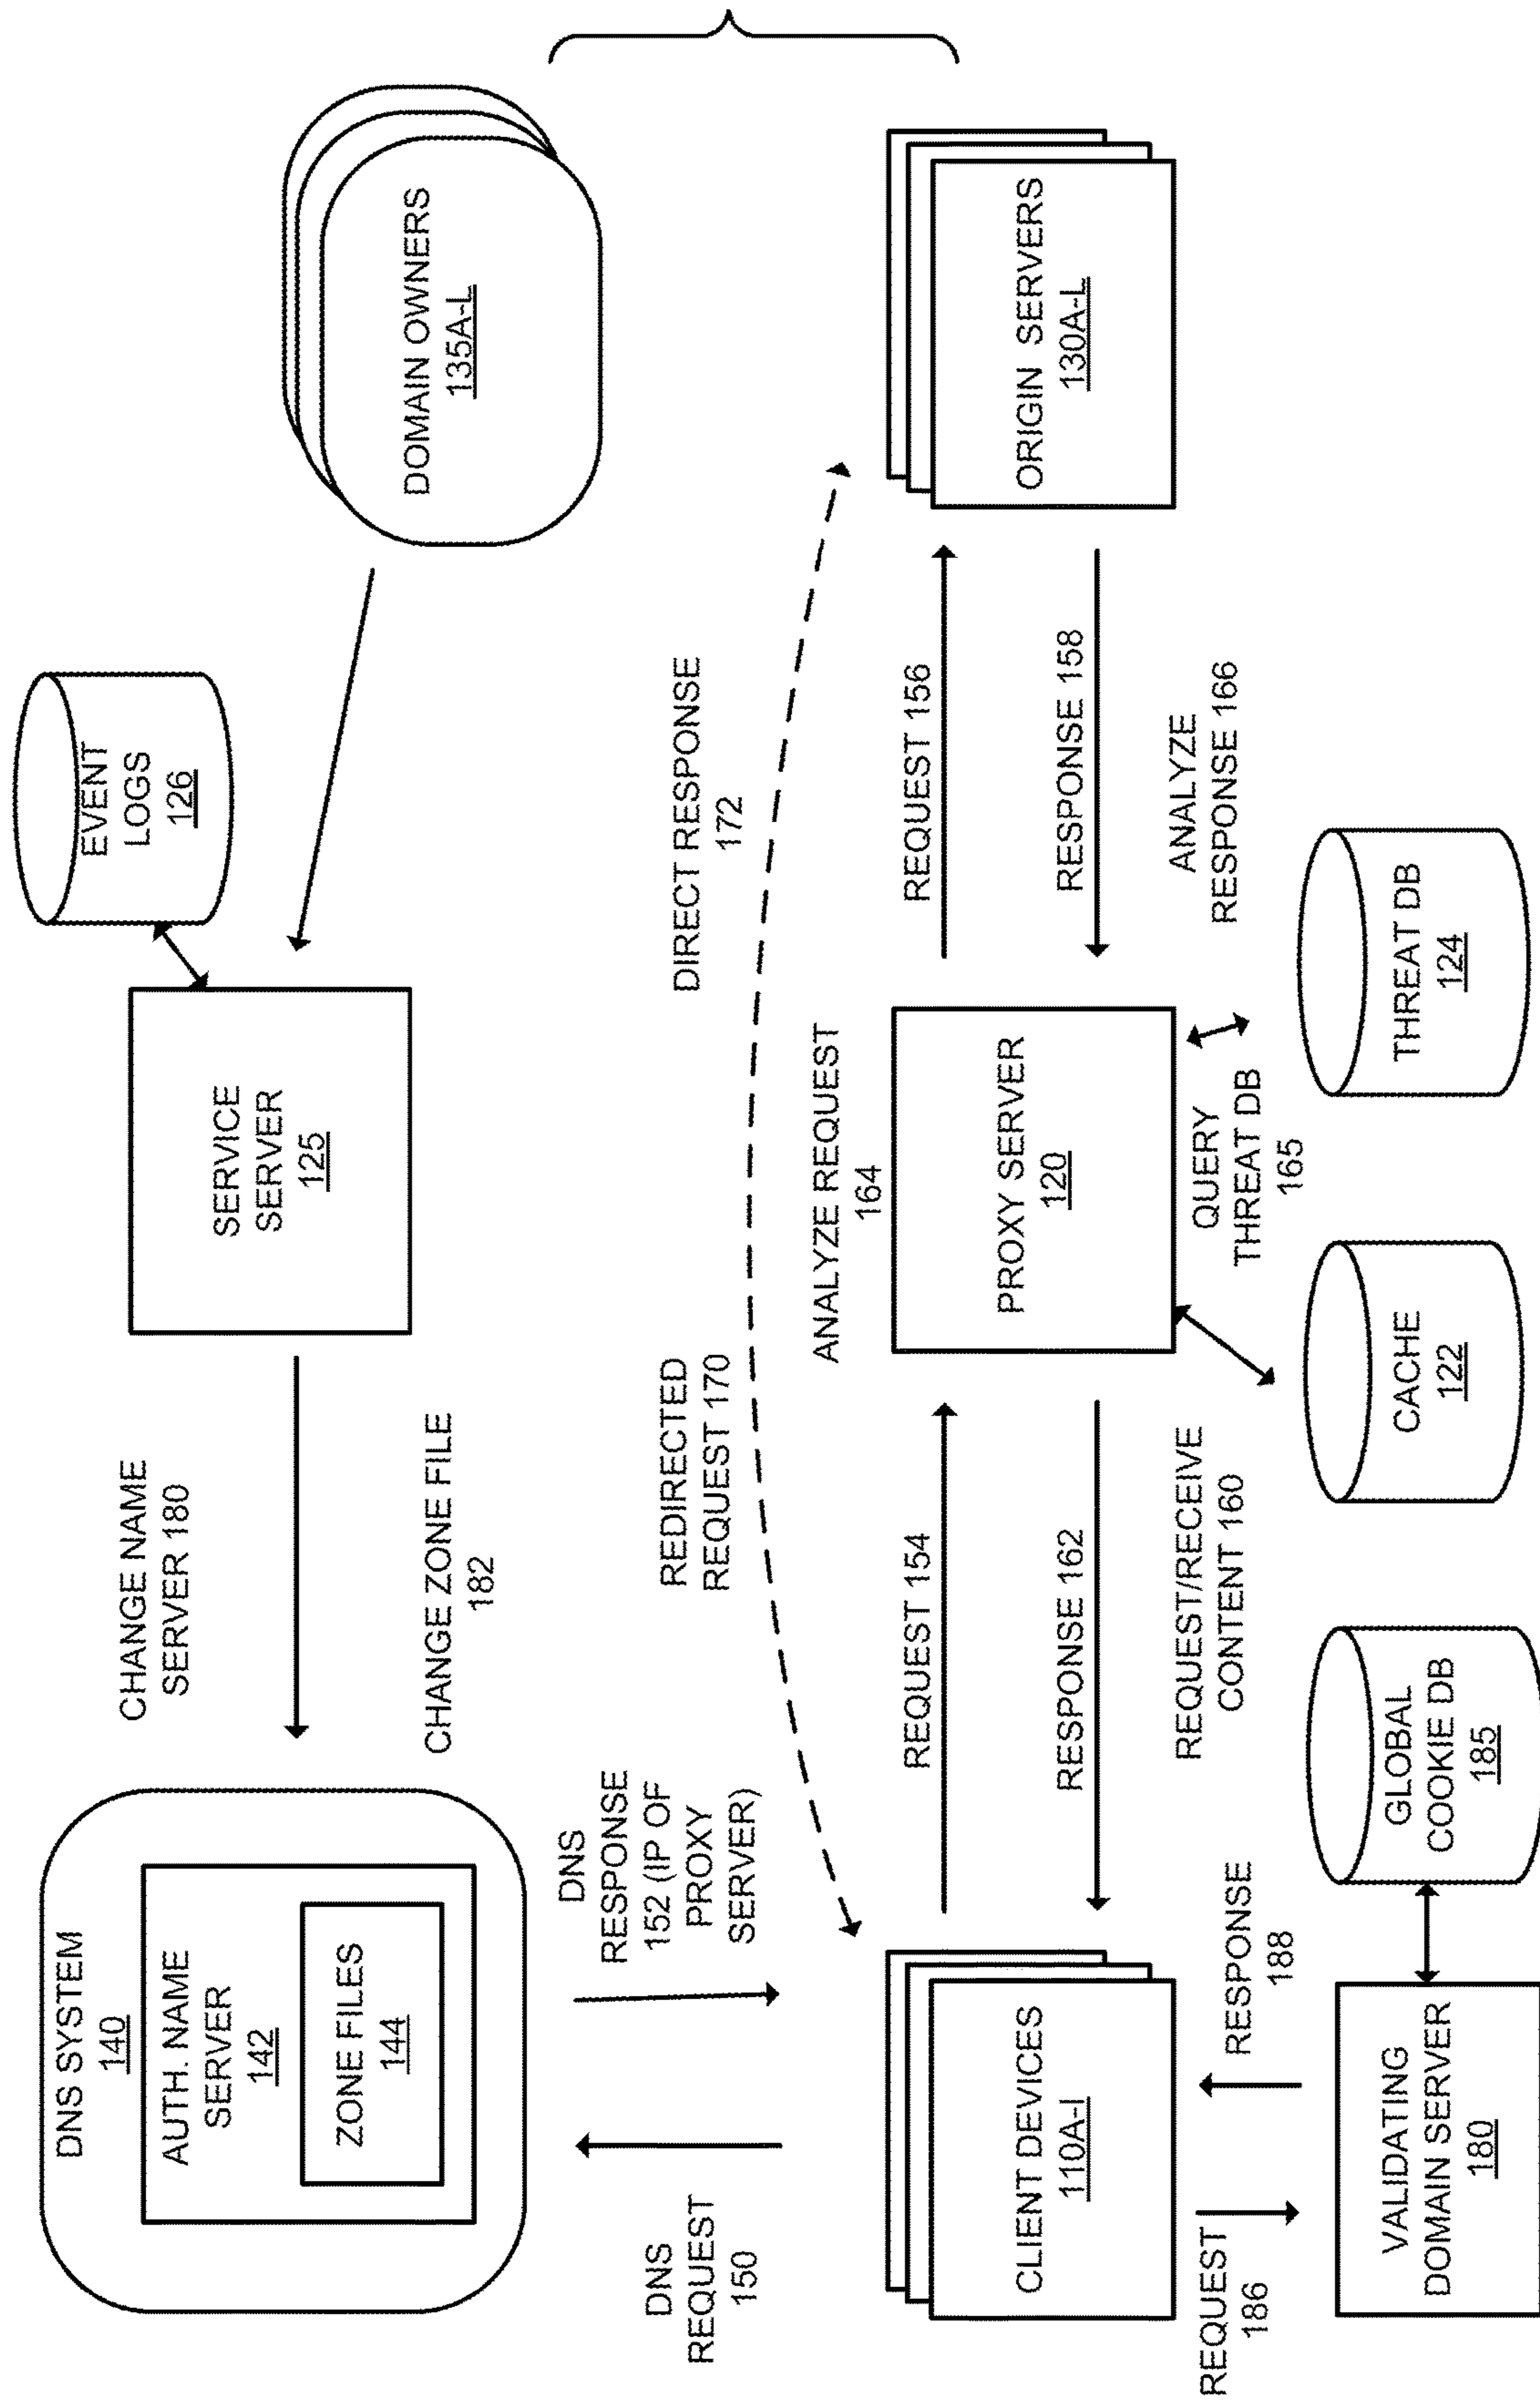 DNS SYSTEM
140
AUTH. NAME
SERVER
142
ZONE FILES
144
CHANGE NAME
SERVER 180
CHANGE ZONE FILE
182
SERVICE
SERVER
125
EVENT
LOGS
126
DOMAIN OWNERS
135A-L
DNS
REQUEST
150
DNS
RESPONSE
152 (IP OF
PROXY
SERVER)
REDIRECTED
REQUEST 170
DIRECT RESPONSE
172
ANALYZE REQUEST
164
CLIENT DEVICES
110A-I
REQUEST 154
RESPONSE 162
PROXY SERVER
120
REQUEST 156
RESPONSE 158
ORIGIN SERVERS
130A-L
REQUEST
186
RESPONSE
188
REQUEST/RECEIVE
CONTENT 160
QUERY
THREAT DB
165
ANALYZE
RESPONSE 166
VALIDATING
DOMAIN SERVER
180
GLOBAL
COOKIE DB
185
CACHE
122
THREAT DB
124